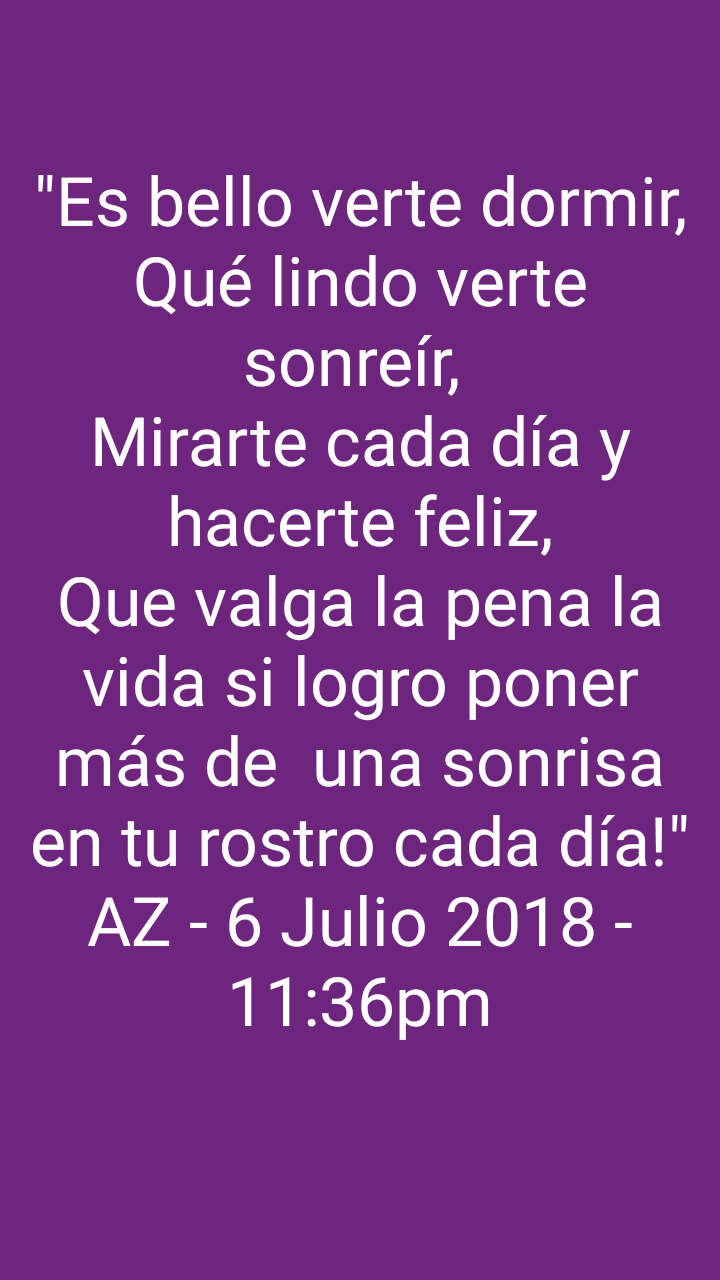 "Es bello verte dormir,
Qué lindo verte
sonreír,
Mirarte cada día y
hacerte feliz,
Que valga la pena la
vida si logro poner
más de  una sonrisa
en tu rostro cada día!"
AZ - 6 Julio 2018 -
11:36pm